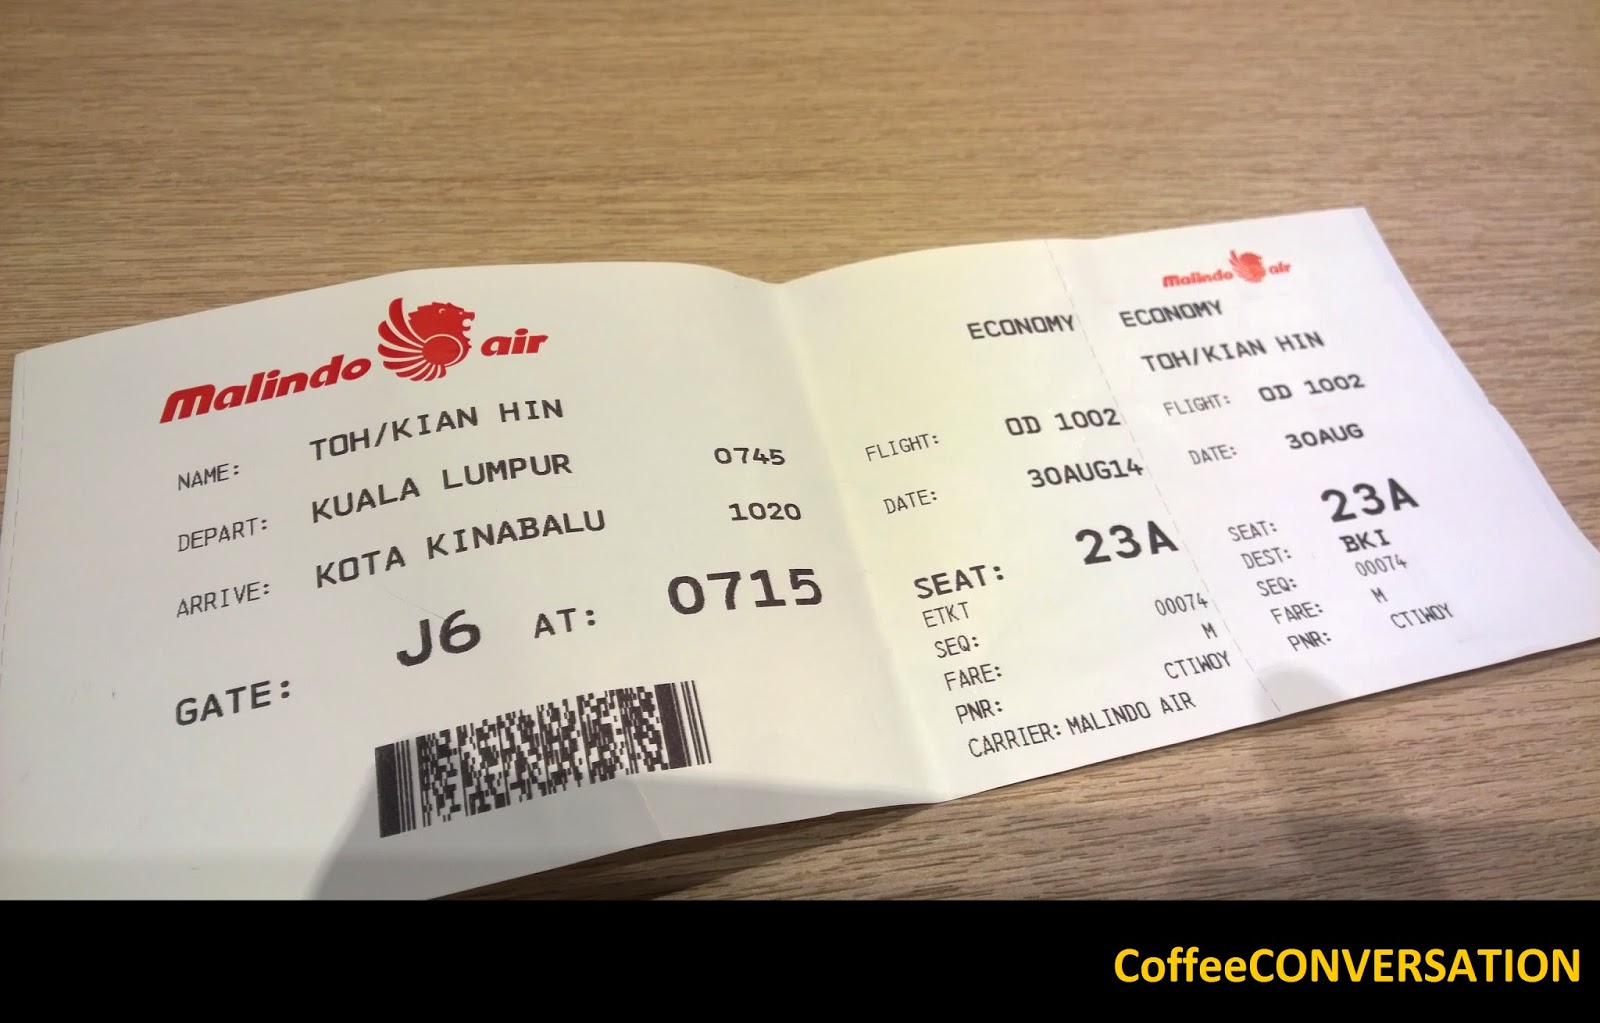 Malindo air
NAME: TOH/KIAN HIN
DEPART: KUALA LUMPUR 0745
ARRIVE: KOTA KINABALU 1020
GATE: J6 AT: 0715
ECONOMY
FLIGHT: OD 1002
DATE: 30AUG14
SEAT: 23A
ETKT
SEQ: 00074
FARE: M
PNR: CTIWOY
CARRIER: MALINDO AIR
Malindo air
ECONOMY
TOH/KIAN HIN
FLIGHT: OD 1002
DATE: 30AUG
SEAT: 23A
DEST: BKI
SEQ: 00074
FARE: M
PNR: CTIWOY
CoffeeCONVERSATION